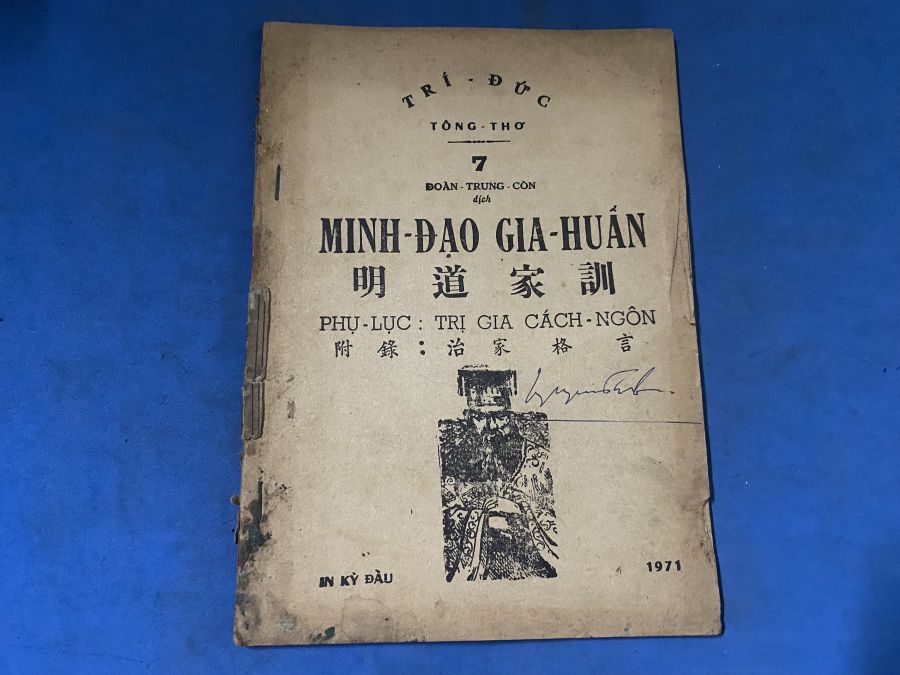 TRÍ - ĐỨC
TÔNG - THƠ
7
ĐOÀN - TRUNG - CÒN
dịch
MINH - ĐẠO GIA - HUẤN
明 道 家 訓
PHỤ - LỤC : TRỊ GIA CÁCH - NGÔN
附 錄 : 治 家 格 言
IN KỲ ĐẦU
1971